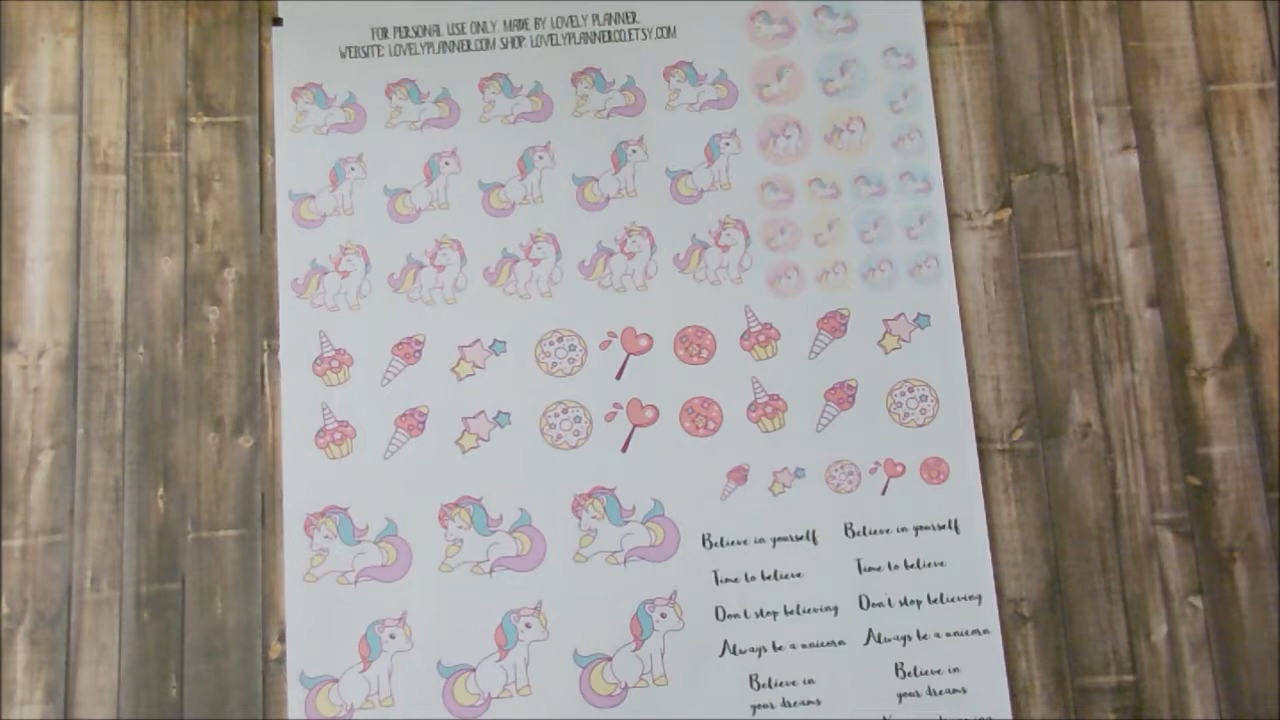 FOR PERSONAL USE ONLY. MADE BY LOVELY PLANNER.
WEBSITE: LOVELYPLANNER.COM SHOP: LOVELYPLANNERCO.ETSY.COM
Believe in yourself
Believe in yourself
Time to believe
Time to believe
Don't stop believing
Don't stop believing
Always be a unicorn
Always be a unicorn
Believe in
your dreams
Believe in
your dreams